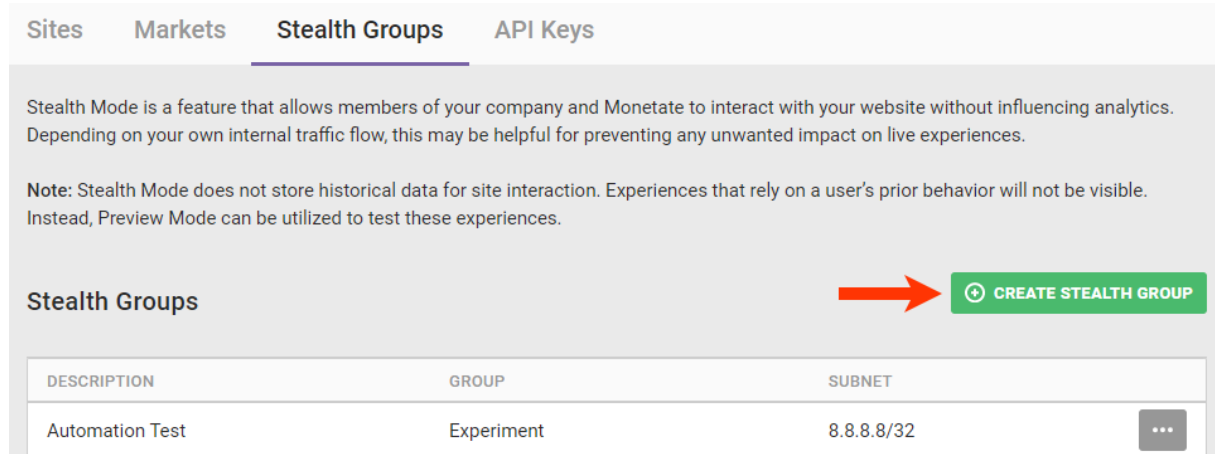 Sites Markets Stealth Groups API Keys
Stealth Mode is a feature that allows members of your company and Monetate to interact with your website without influencing analytics.
Depending on your own internal traffic flow, this may be helpful for preventing any unwanted impact on live experiences.
Note: Stealth Mode does not store historical data for site interaction. Experiences that rely on a user’s prior behavior will not be visible.
Instead, Preview Mode can be utilized to test these experiences.
Stealth Groups
CREATE STEALTH GROUP
DESCRIPTION GROUP SUBNET
Automation Test Experiment 8.8.8.8/32